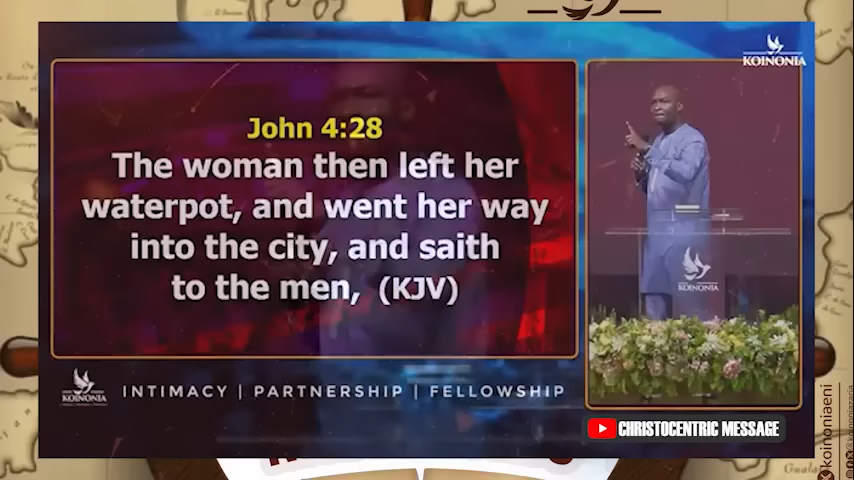 KOINONIA
John 4:28
The woman then left her
waterpot, and went her way
into the city, and saith
to the men, (KJV)
KOINONIA
KOINONIA
INTIMACY | PARTNERSHIP | FELLOWSHIP
CHRISTOCENTRIC MESSAGE
koinoniaeni